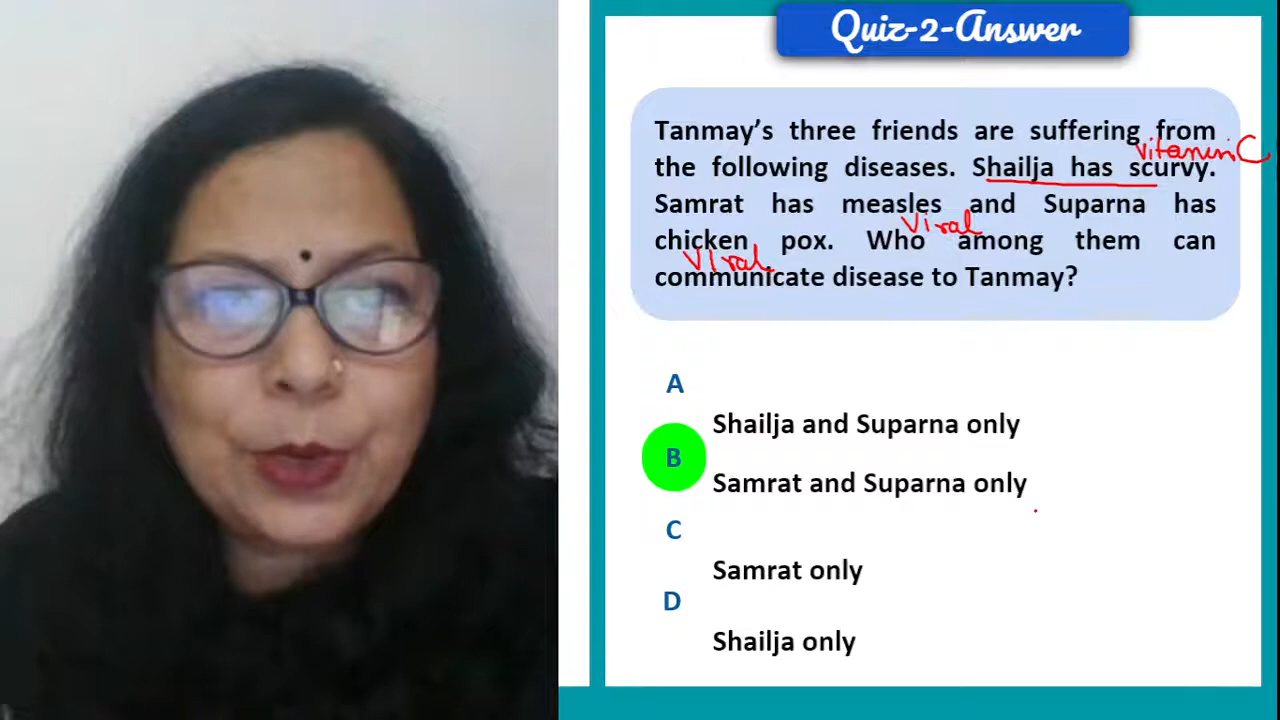 Quiz-2-Answer
Tanmay's three friends are suffering from
vitamin C
the following diseases. Shailja has scurvy.
Samrat has measles and Suparna has
Viral
chicken pox. Who among them can
Viral
communicate disease to Tanmay?
A
Shailja and Suparna only
B
Samrat and Suparna only
C
Samrat only
D
Shailja only